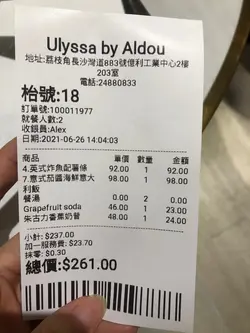 Ulyssa by Aldou
地址:荔枝角長沙灣道883號億利工業中心2樓
203室
電話:24880833
枱號:18
訂單號:100011977
就餐人數:2
收銀員:Alex
日期:2021-06-26 14:04:03
商品 單價 數量 金額
4.英式炸魚配薯條 92.00 1 92.00
7.意式茄醬海鮮意大 98.00 1 98.00
利飯
餐湯 0.00 2 0.00
Grapefruit soda 46.00 1 23.00
朱古力香蕉奶昔 48.00 1 24.00
小計: $237.00
加一服務費: $23.70
抹零: $0.30
總價:$261.00